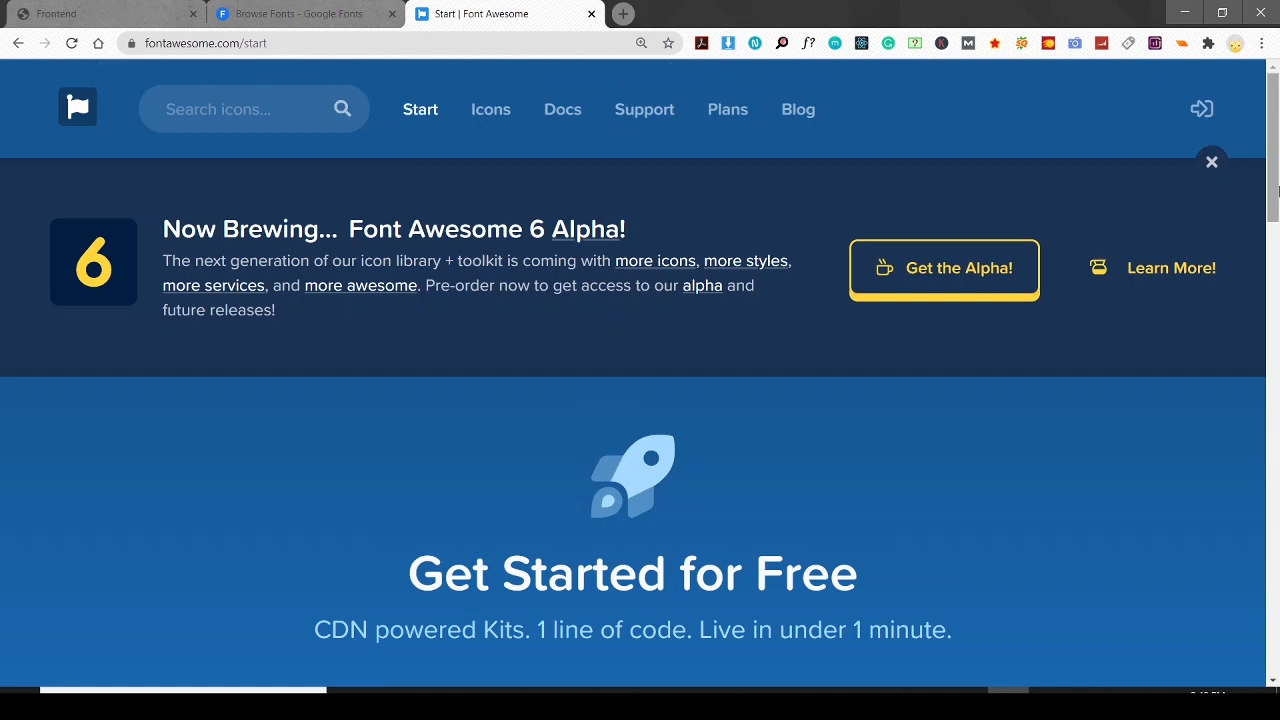 Frontend
Browse Fonts - Google Fonts
Start | Font Awesome
fontawesome.com/start
Search icons...
Start
Icons
Docs
Support
Plans
Blog
6
Now Brewing... Font Awesome 6 Alpha!
The next generation of our icon library + toolkit is coming with more icons, more styles,
more services, and more awesome. Pre-order now to get access to our alpha and
future releases!
Get the Alpha!
Learn More!
Get Started for Free
CDN powered Kits. 1 line of code. Live in under 1 minute.